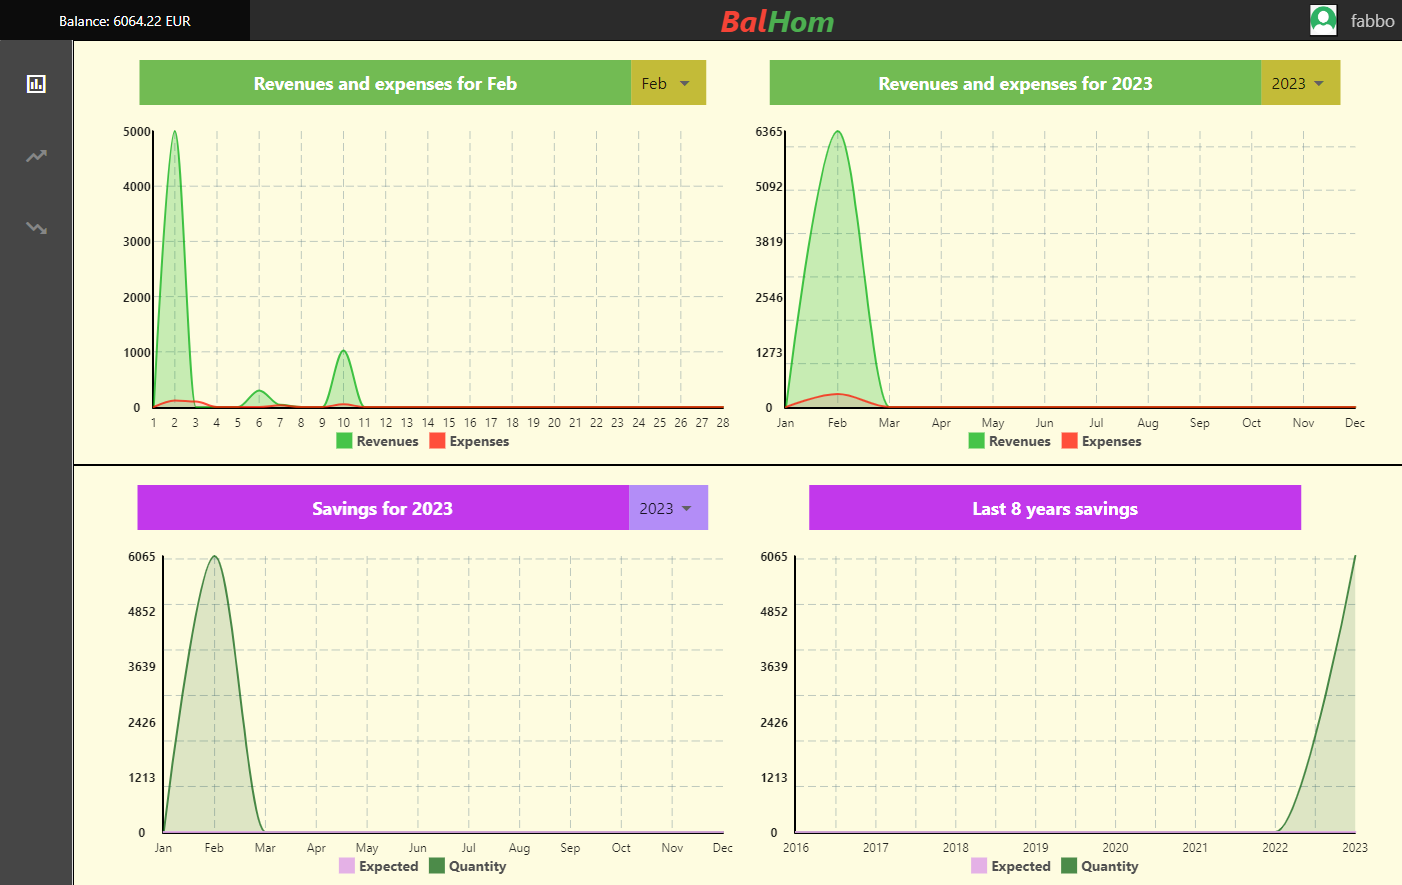 Balance: 6064.22 EUR
BalHom
fabbo
Revenues and expenses for Feb
Feb
5000
4000
3000
2000
1000
0
1 2 3 4 5 6 7 8 9 10 11 12 13 14 15 16 17 18 19 20 21 22 23 24 25 26 27 28
Revenues Expenses
Revenues and expenses for 2023
2023
6365
5092
3819
2546
1273
0
Jan Feb Mar Apr May Jun Jul Aug Sep Oct Nov Dec
Revenues Expenses
Savings for 2023
2023
6065
4852
3639
2426
1213
0
Jan Feb Mar Apr May Jun Jul Aug Sep Oct Nov Dec
Expected Quantity
Last 8 years savings
6065
4852
3639
2426
1213
0
2016 2017 2018 2019 2020 2021 2022 2023
Expected Quantity